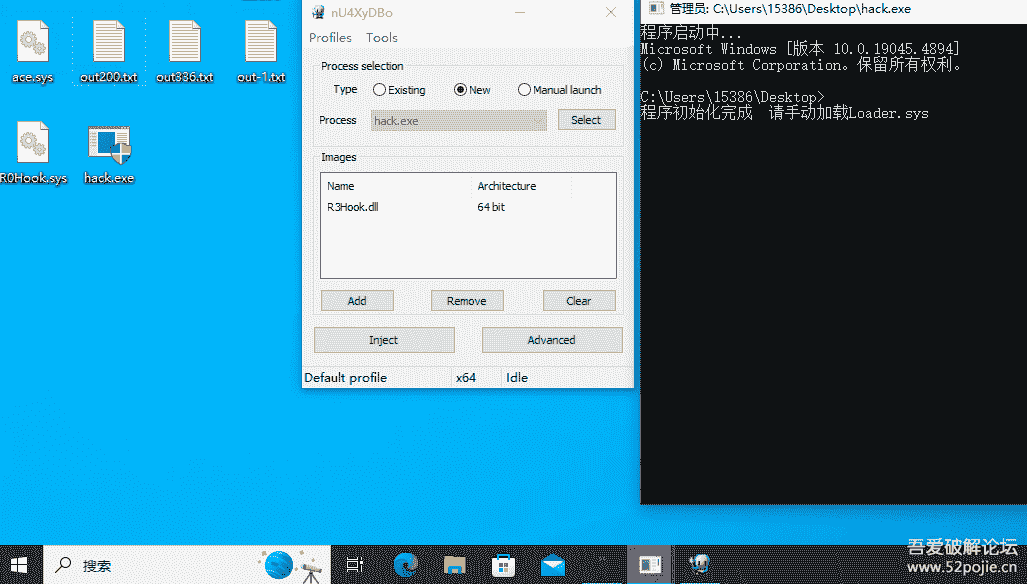 ace.sys
out200.txt
out336.txt
out-1.txt
R0Hook.sys
hack.exe
nU4XyDBo
Profiles Tools
Process selection
Type Existing New Manual launch
Process hack.exe Select
Images
Name Architecture
R3Hook.dll 64 bit
Add Remove Clear
Inject Advanced
Default profile x64 Idle
管理员: C:\Users\15386\Desktop\hack.exe
程序启动中...
Microsoft Windows [版本 10.0.19045.4894]
(c) Microsoft Corporation。保留所有权利。
C:\Users\15386\Desktop>
程序初始化完成 请手动加载Loader.sys
搜索
吾爱破解论坛
www.52pojie.cn